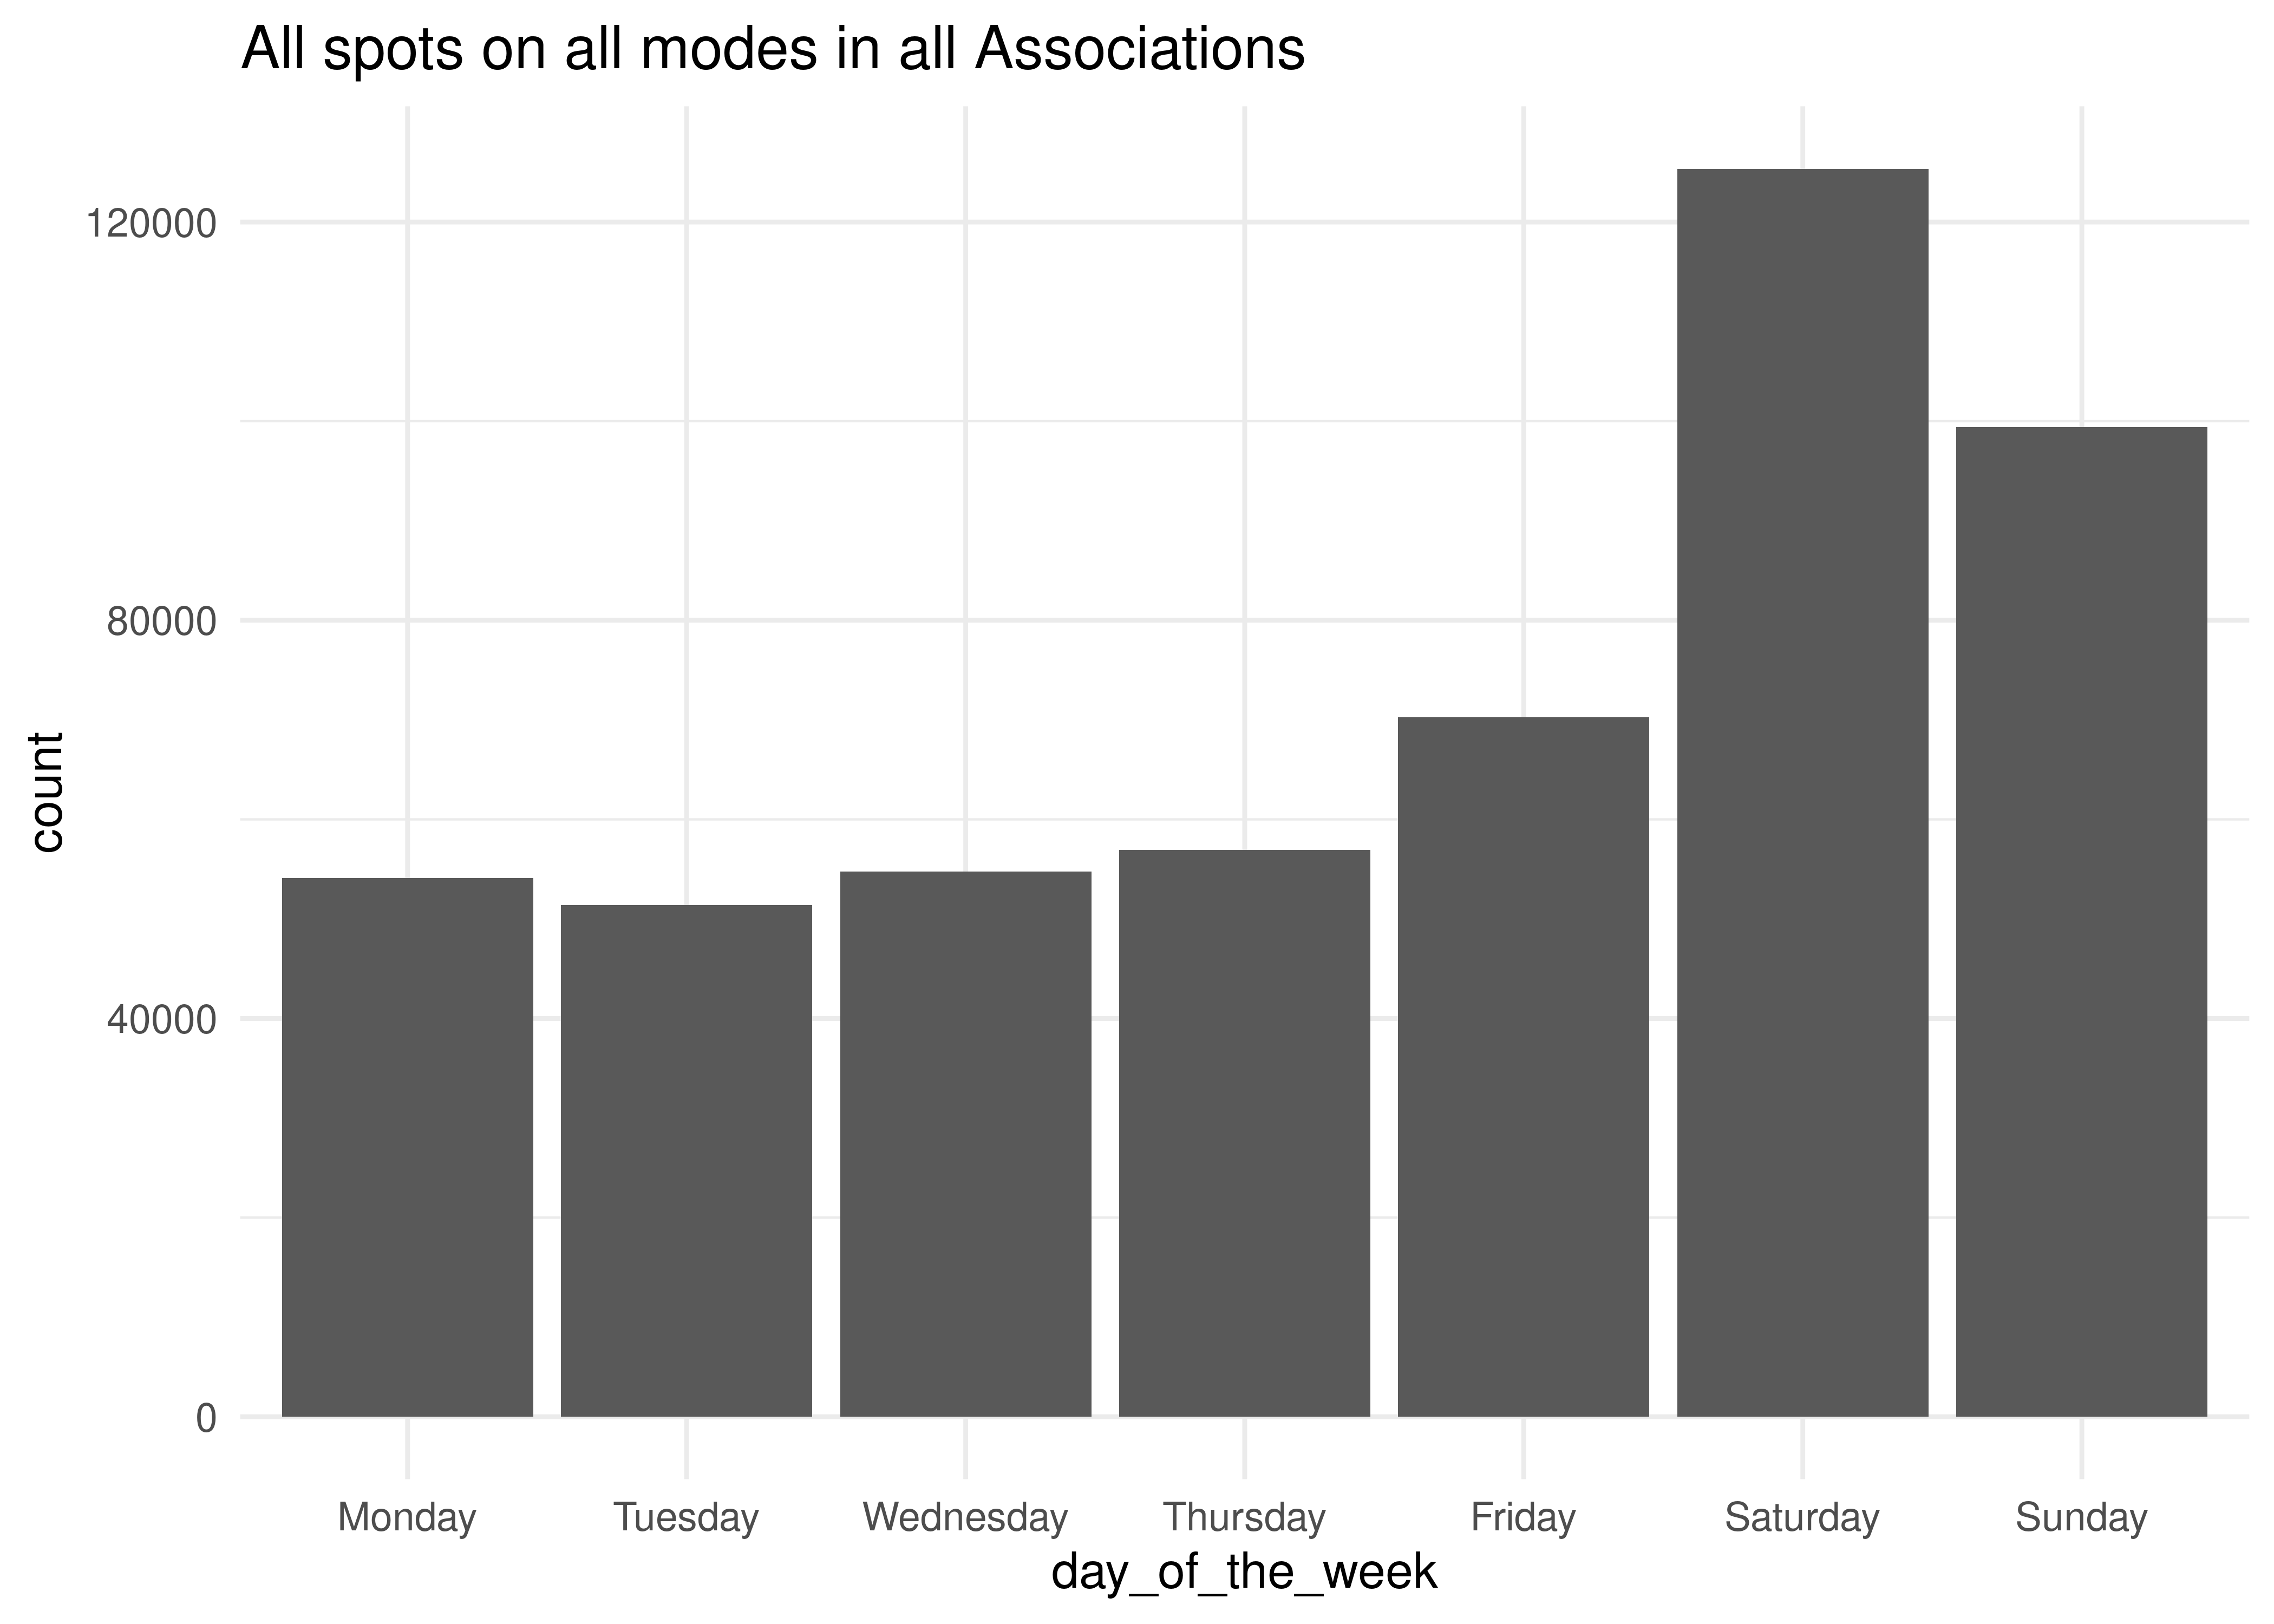 All spots on all modes in all Associations
count
120000
80000
40000
0
Monday Tuesday Wednesday Thursday Friday Saturday Sunday
day_of_the_week